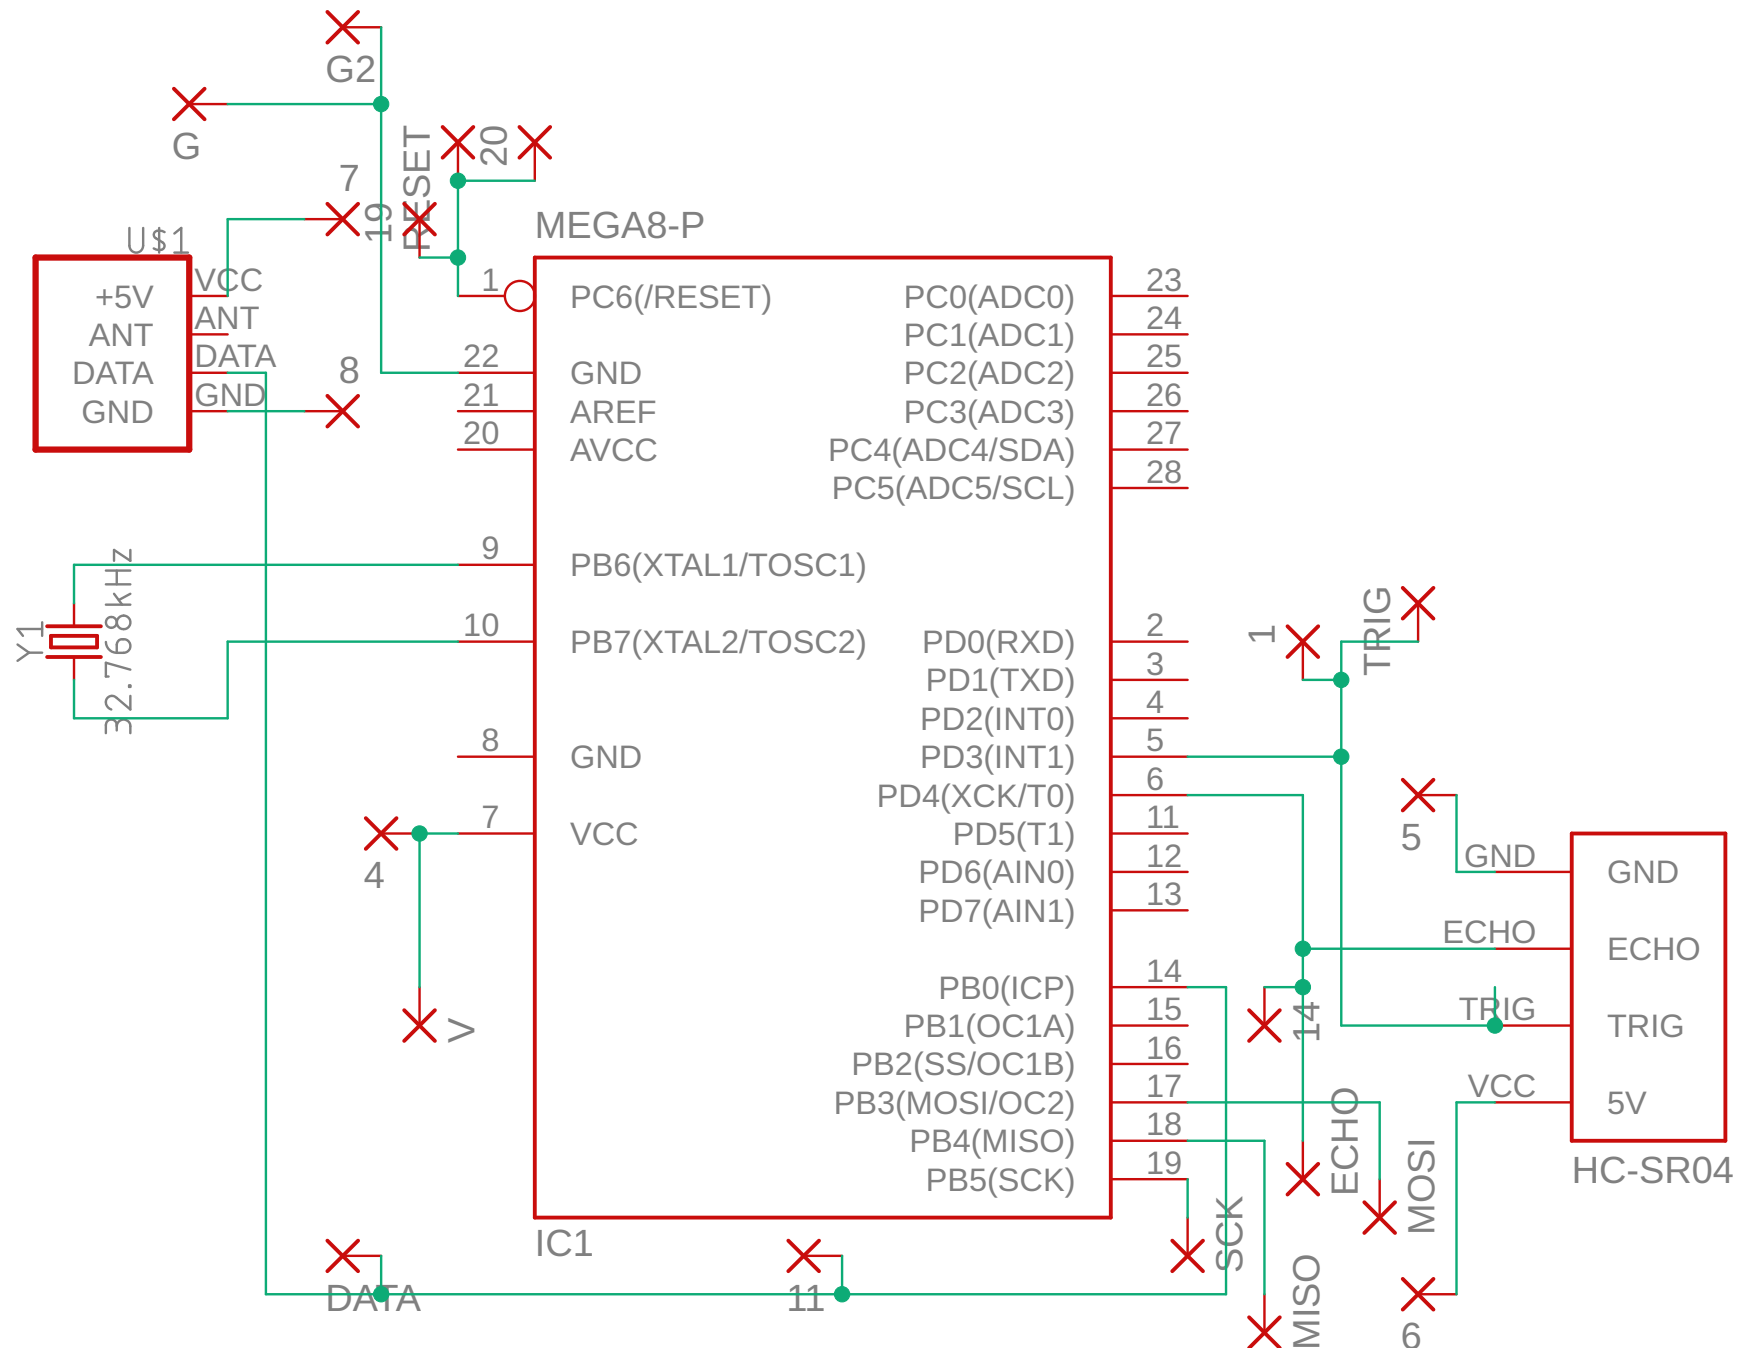 G2
G
7
19
RESET
20
MEGA8-P
U$1
+5V
VCC
ANT
ANT
DATA
DATA
GND
GND
8
1
PC6(/RESET)
22
GND
21
AREF
20
AVCC
9
PB6(XTAL1/TOSC1)
10
PB7(XTAL2/TOSC2)
8
GND
7
VCC
4
V
Y1
32.768kHz
PC0(ADC0)
23
PC1(ADC1)
24
PC2(ADC2)
25
PC3(ADC3)
26
PC4(ADC4/SDA)
27
PC5(ADC5/SCL)
28
PD0(RXD)
2
PD1(TXD)
3
PD2(INT0)
4
PD3(INT1)
5
PD4(XCK/T0)
6
PD5(T1)
11
PD6(AIN0)
12
PD7(AIN1)
13
PB0(ICP)
14
PB1(OC1A)
15
PB2(SS/OC1B)
16
PB3(MOSI/OC2)
17
PB4(MISO)
18
PB5(SCK)
19
IC1
1
TRIG
5
GND
GND
ECHO
ECHO
TRIG
TRIG
VCC
5V
HC-SR04
14
ECHO
MOSI
SCK
MISO
6
DATA
11